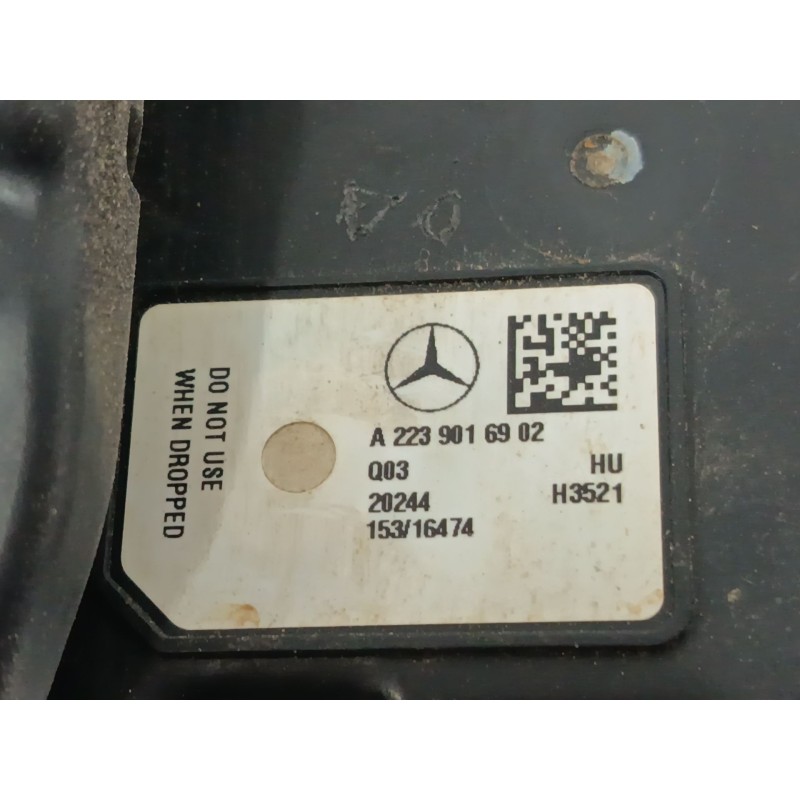 DO NOT USE
WHEN DROPPED
A 223 901 69 02
Q03 HU
20244 H3521
153/16474